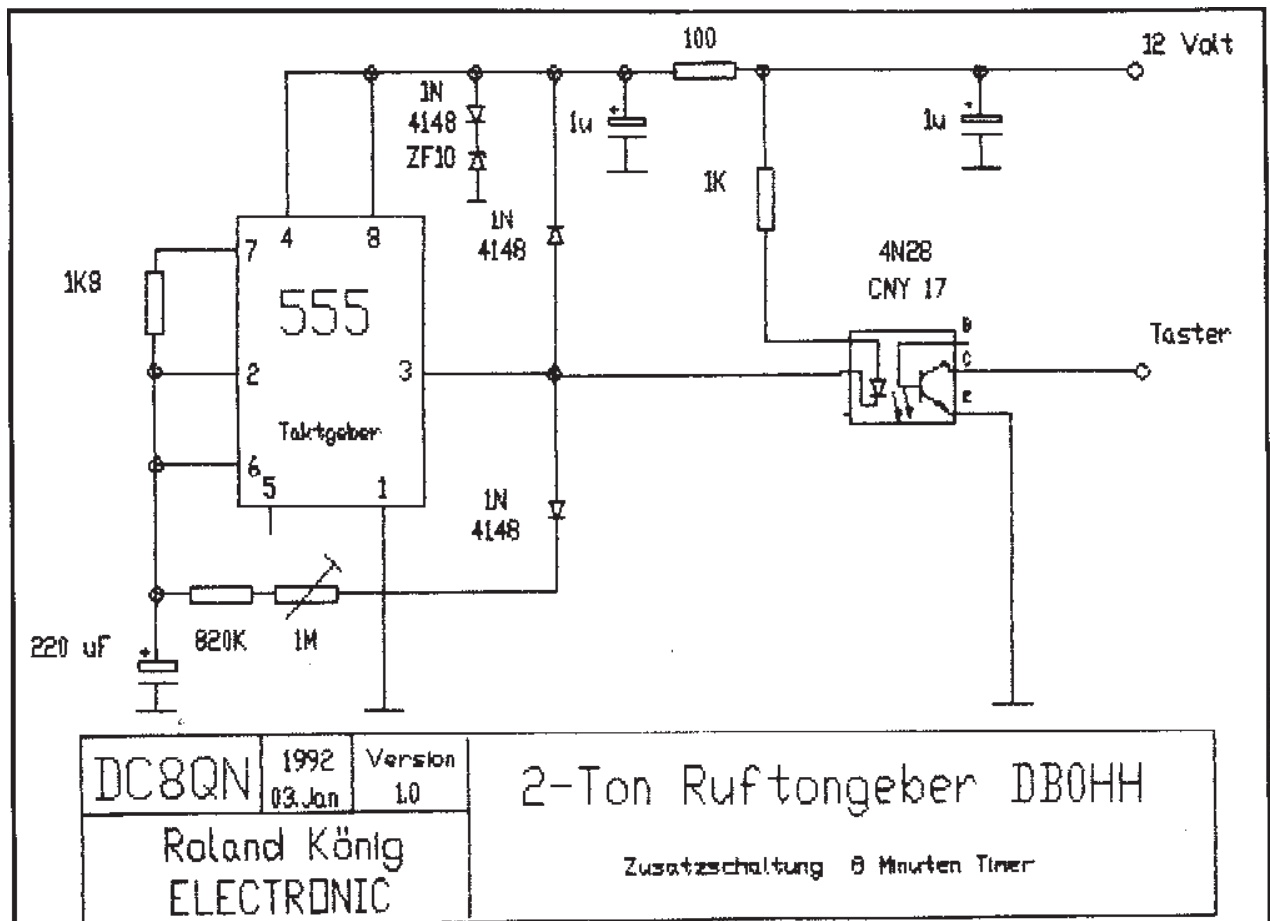 100
12 Volt
1N
4148
ZF10
1u
1u
1K
4
8
1N
4148
4N28
CNY 17
7
1K8
555
B
Taster
C
2
3
E
Taktgeber
6
5
1
1N
4148
820K
1M
220 uF
DC8QN
1992
03.Jan
Version
1.0
2-Ton Ruftongeber DB0HH
Roland König
ELECTRONIC
Zusatzschaltung 8 Minurten Timer